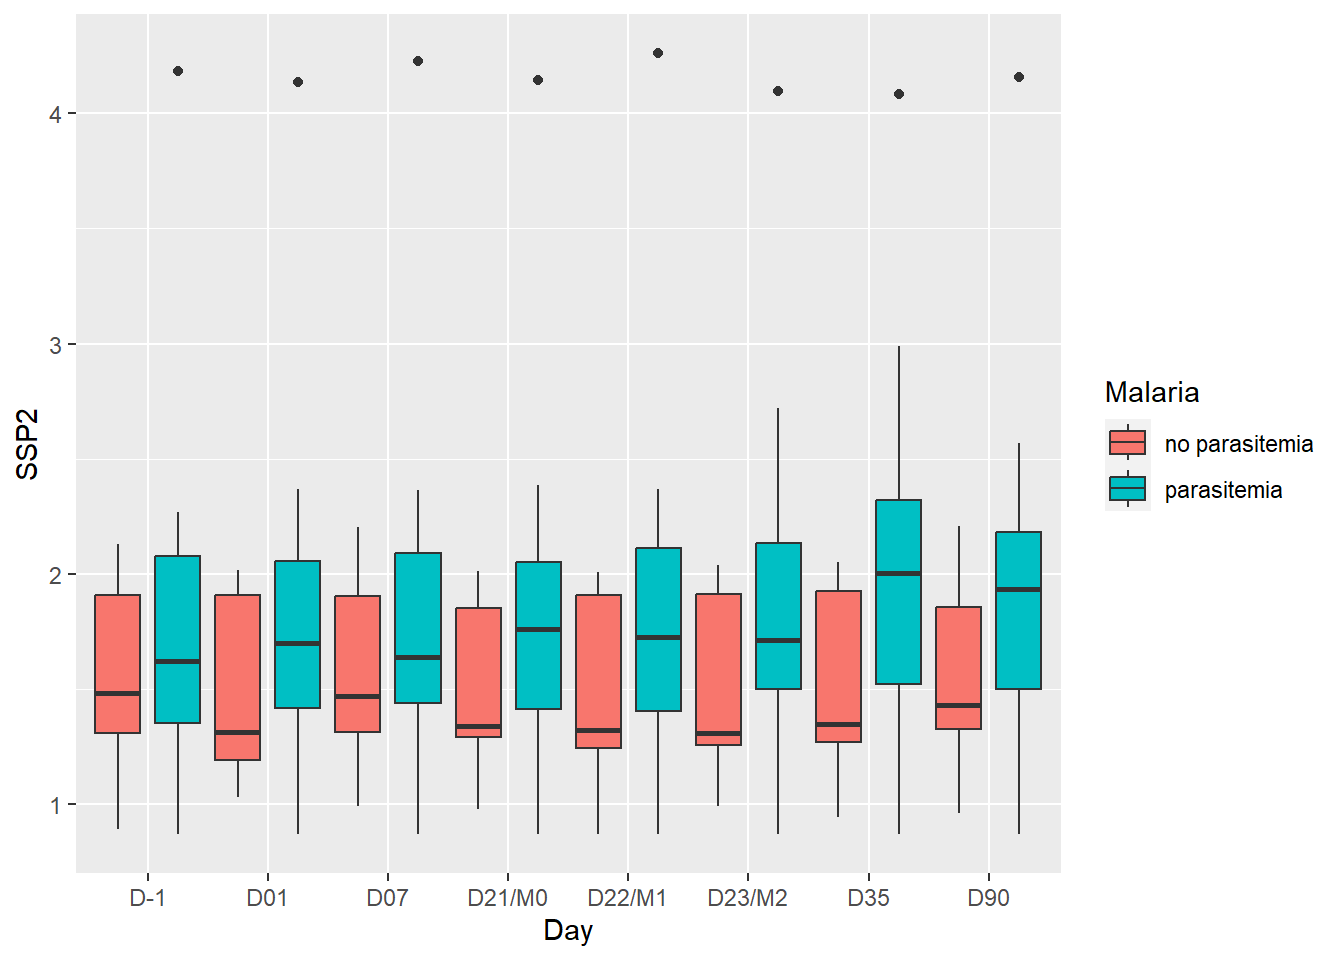 4
3
2
1
SSP2
D-1 D01 D07 D21/M0 D22/M1 D23/M2 D35 D90
Day
Malaria
no parasitemia
parasitemia